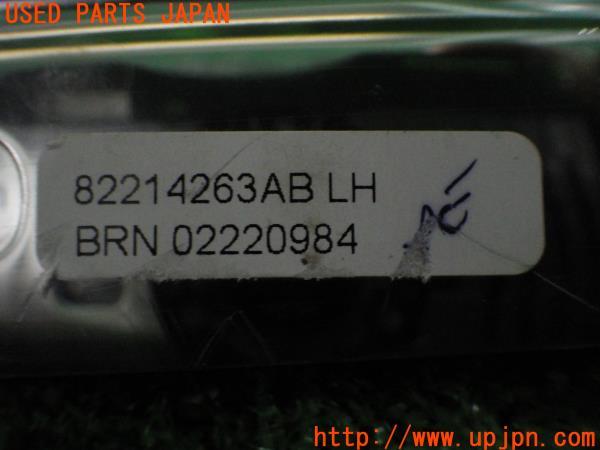 USED PARTS JAPAN
82214263AB LH
BRN 02220984
http://www.upjpn.com/